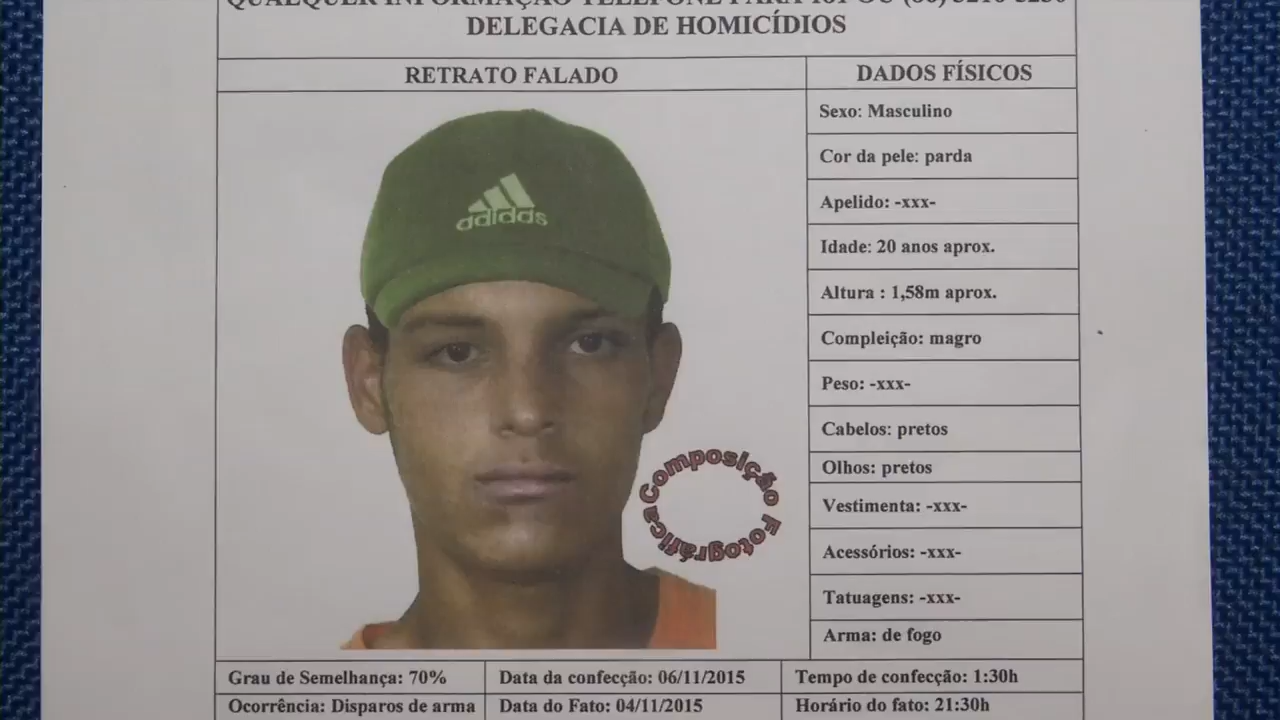 DELEGACIA DE HOMICÍDIOS
RETRATO FALADO
DADOS FÍSICOS
adidas
Composição Fotográfica
Sexo: Masculino
Cor da pele: parda
Apelido: -xxx-
Idade: 20 anos aprox.
Altura : 1,58m aprox.
Compleição: magro
Peso: -xxx-
Cabelos: pretos
Olhos: pretos
Vestimenta: -xxx-
Acessórios: -xxx-
Tatuagens: -xxx-
Arma: de fogo
Grau de Semelhança: 70%
Data da confecção: 06/11/2015
Tempo de confecção: 1:30h
Ocorrência: Disparos de arma
Data do Fato: 04/11/2015
Horário do fato: 21:30h